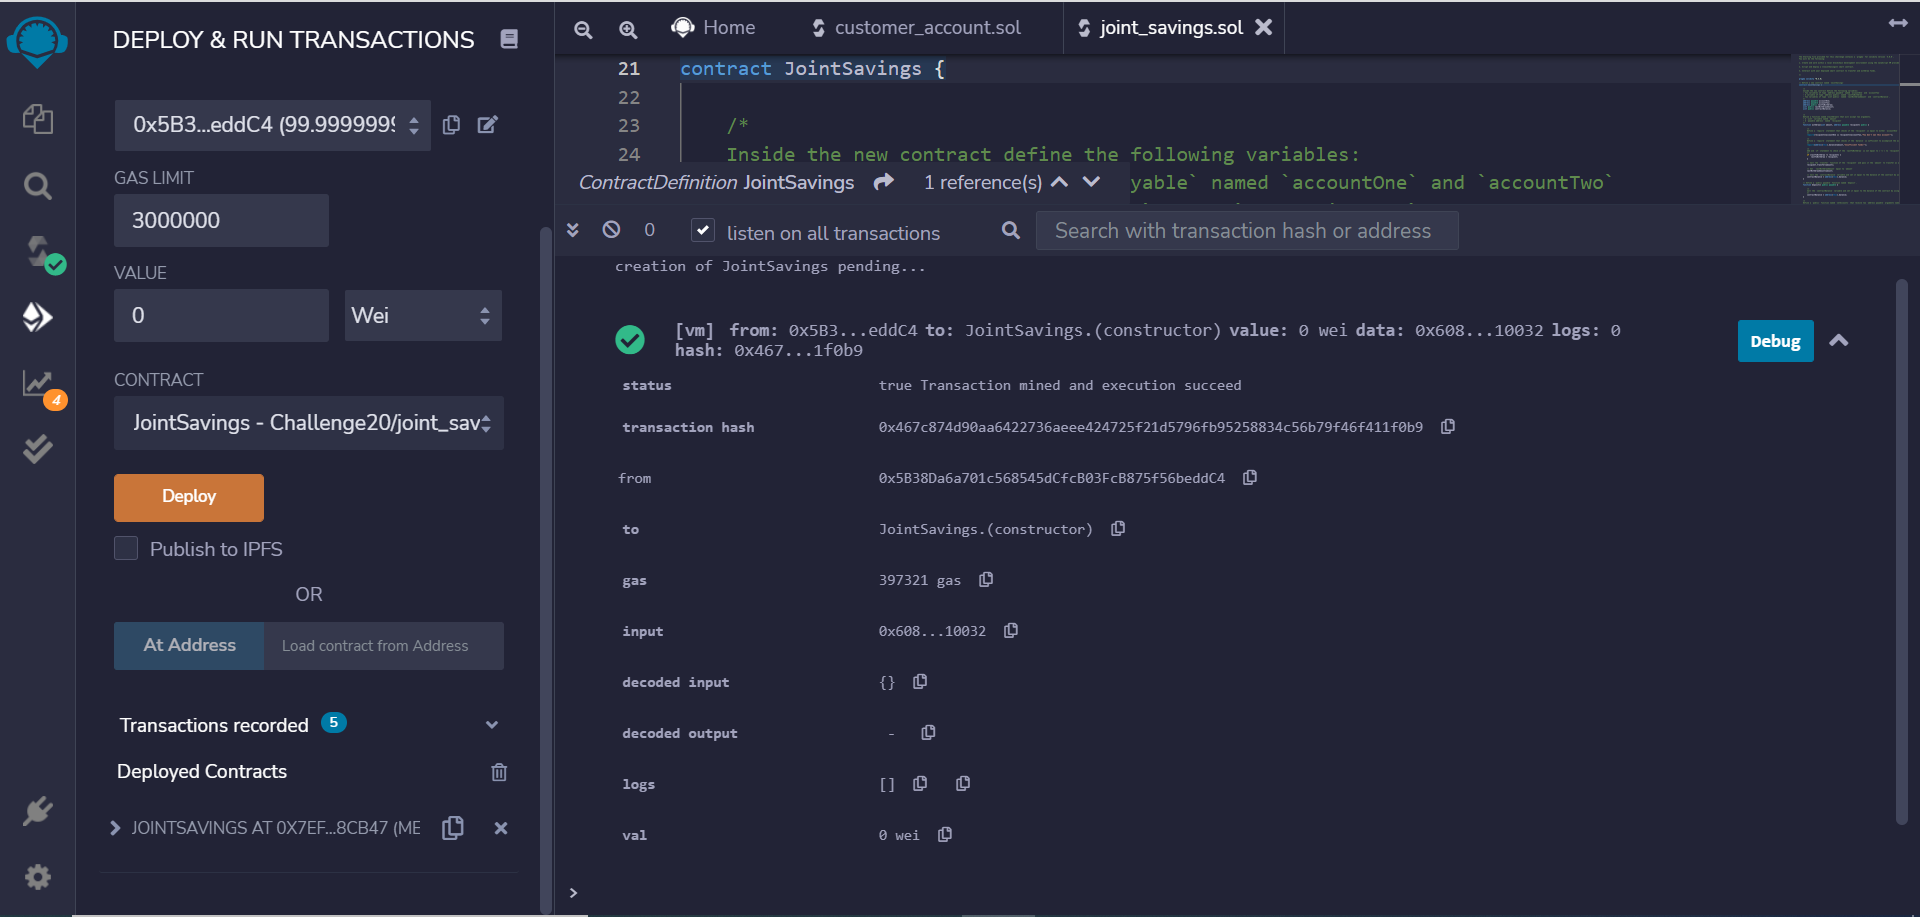 DEPLOY & RUN TRANSACTIONS
0x5B3...eddC4 (99.9999999
GAS LIMIT
3000000
VALUE
0
Wei
CONTRACT
JointSavings - Challenge20/joint_sav
Deploy
Publish to IPFS
OR
At Address
Load contract from Address
Transactions recorded 5
Deployed Contracts
JOINTSAVINGS AT 0X7EF...8CB47 (ME
4
Home
customer_account.sol
joint_savings.sol
21 contract JointSavings {
22
23 /*
24 Inside the new contract define the following variables:
ContractDefinition JointSavings 1 reference(s) yable` named `accountOne` and `accountTwo`
0 listen on all transactions Search with transaction hash or address
creation of JointSavings pending...
[vm] from: 0x5B3...eddC4 to: JointSavings.(constructor) value: 0 wei data: 0x608...10032 logs: 0
hash: 0x467...1f0b9
Debug
status true Transaction mined and execution succeed
transaction hash 0x467c874d90aa6422736aeee424725f21d5796fb95258834c56b79f46f411f0b9
from 0x5B38Da6a701c568545dCfcB03FcB875f56beddC4
to JointSavings.(constructor)
gas 397321 gas
input 0x608...10032
decoded input {}
decoded output -
logs []
val 0 wei
>